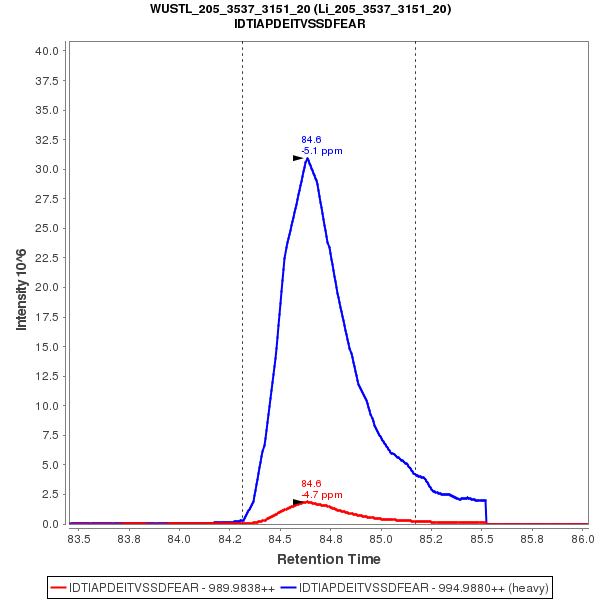 WUSTL_205_3537_3151_20 (Li_205_3537_3151_20)
IDTIAPDEITVSSDFEAR
Intensity 10^6
40.0
37.5
35.0
32.5
30.0
27.5
25.0
22.5
20.0
17.5
15.0
12.5
10.0
7.5
5.0
2.5
0.0
84.6
-5.1 ppm
84.6
-4.7 ppm
83.5 83.8 84.0 84.3 84.5 84.8 85.0 85.2 85.5 85.8 86.0
Retention Time
IDTIAPDEITVSSDFEAR - 989.9838++ IDTIAPDEITVSSDFEAR - 994.9880++ (heavy)